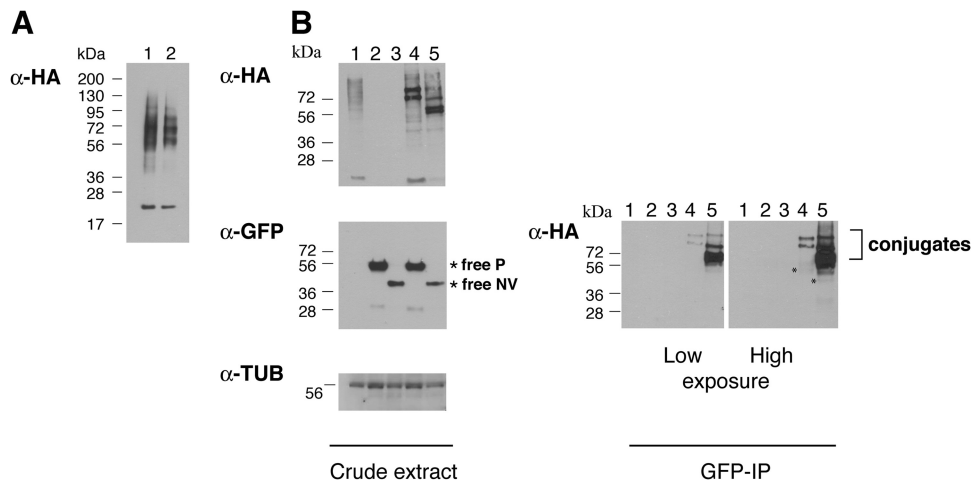 A
B
kDa 1 2
α-HA
200
130
95
72
56
36
28
17
kDa 1 2 3 4 5
α-HA
72
56
36
28
α-GFP
72
56
36
28
* free P
* free NV
α-TUB
56
Crude extract
kDa 1 2 3 4 5 1 2 3 4 5
α-HA
72
56
36
28
* *
conjugates
Low High
exposure
GFP-IP